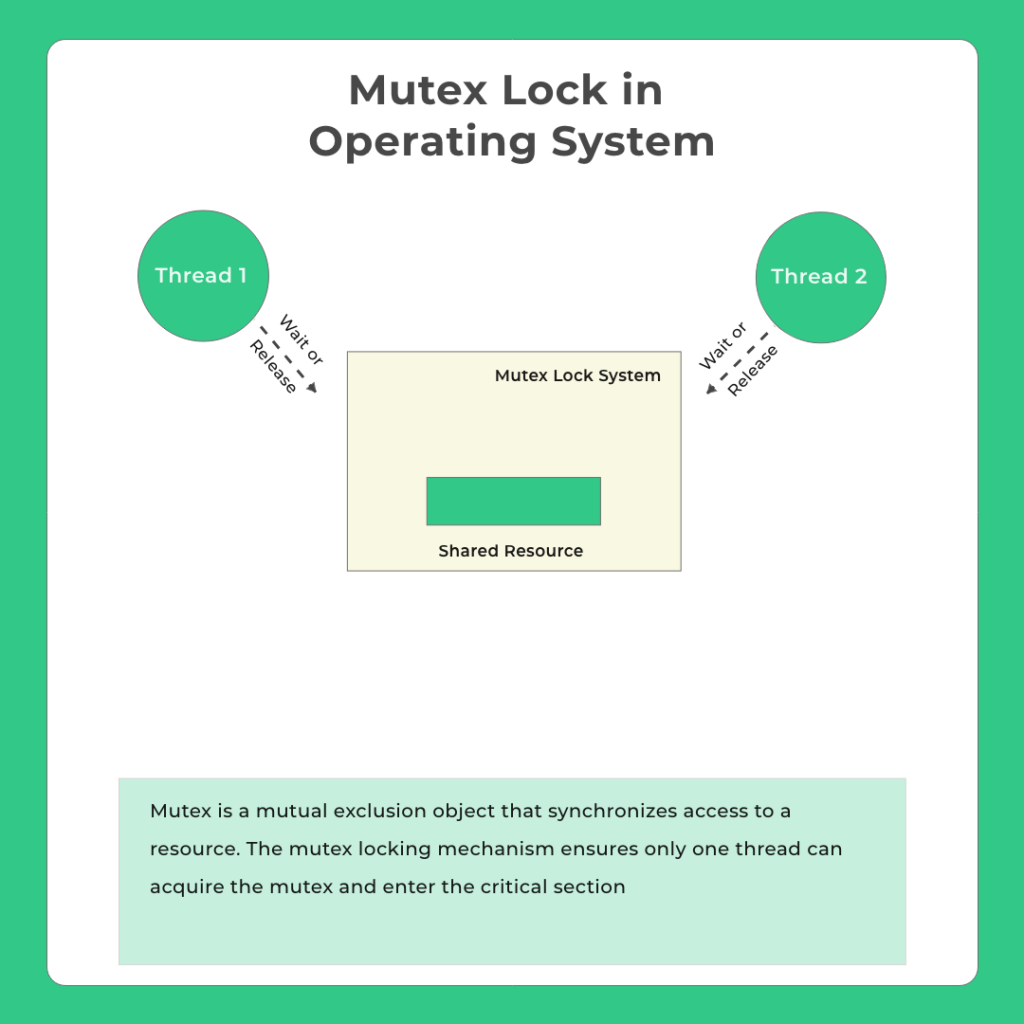 Mutex Lock in
Operating System
Thread 1
Thread 2
Wait or
Release
Wait or
Release
Mutex Lock System
Shared Resource
Mutex is a mutual exclusion object that synchronizes access to a
resource. The mutex locking mechanism ensures only one thread can
acquire the mutex and enter the critical section